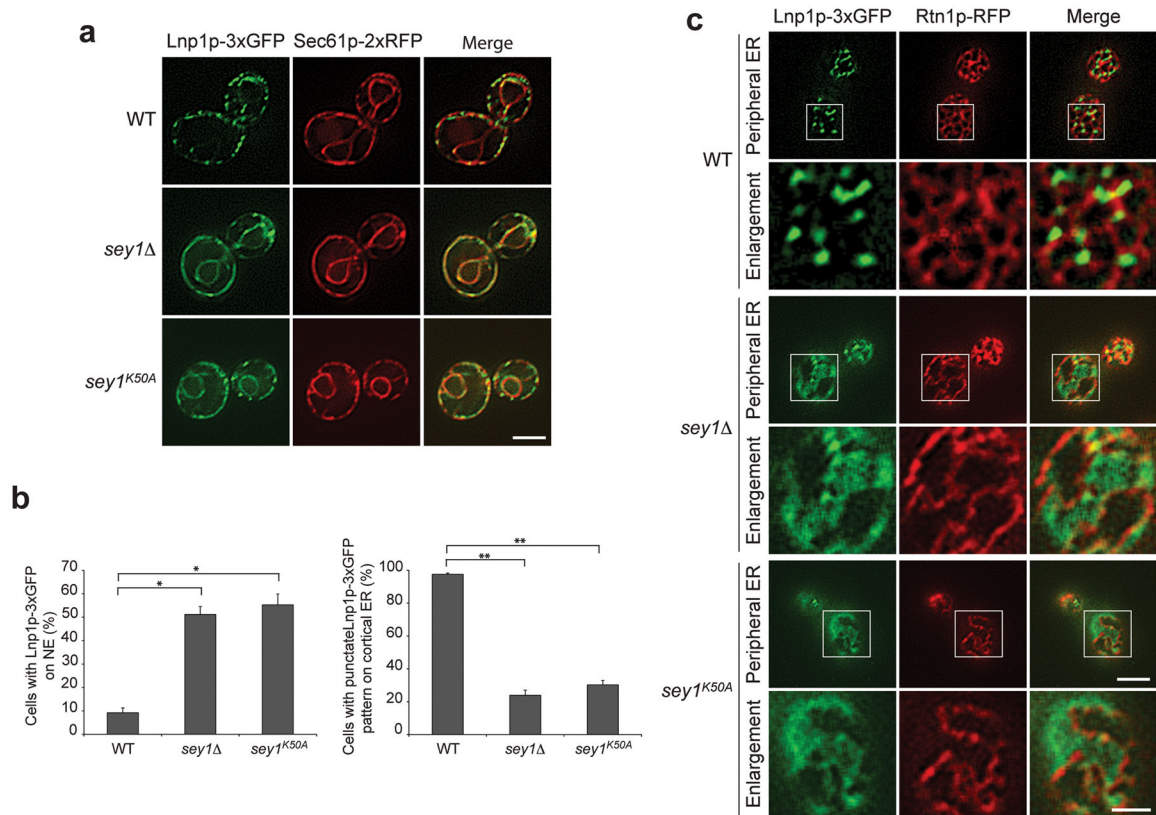 a
Lnp1p-3xGFP Sec61p-2xRFP Merge
WT
sey1Δ
sey1K50A
b
Cells with Lnp1p-3xGFP
on NE (%)
70
60
50
40
30
20
10
0
*
*
WT sey1Δ sey1K50A
Cells with punctateLnp1p-3xGFP
pattern on cortical ER (%)
100
80
60
40
20
0
**
**
WT sey1Δ sey1K50A
c
Lnp1p-3xGFP Rtn1p-RFP Merge
WT
Peripheral ER
Enlargement
sey1Δ
Peripheral ER
Enlargement
sey1K50A
Peripheral ER
Enlargement